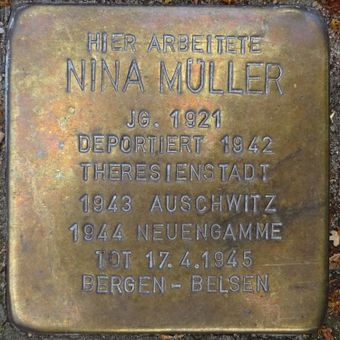 HIER ARBEITETE
NINA MÜLLER
JG. 1921
DEPORTIERT 1942
THERESIENSTADT
1943 AUSCHWITZ
1944 NEUENGAMME
TOT 17.4.1945
BERGEN-BELSEN